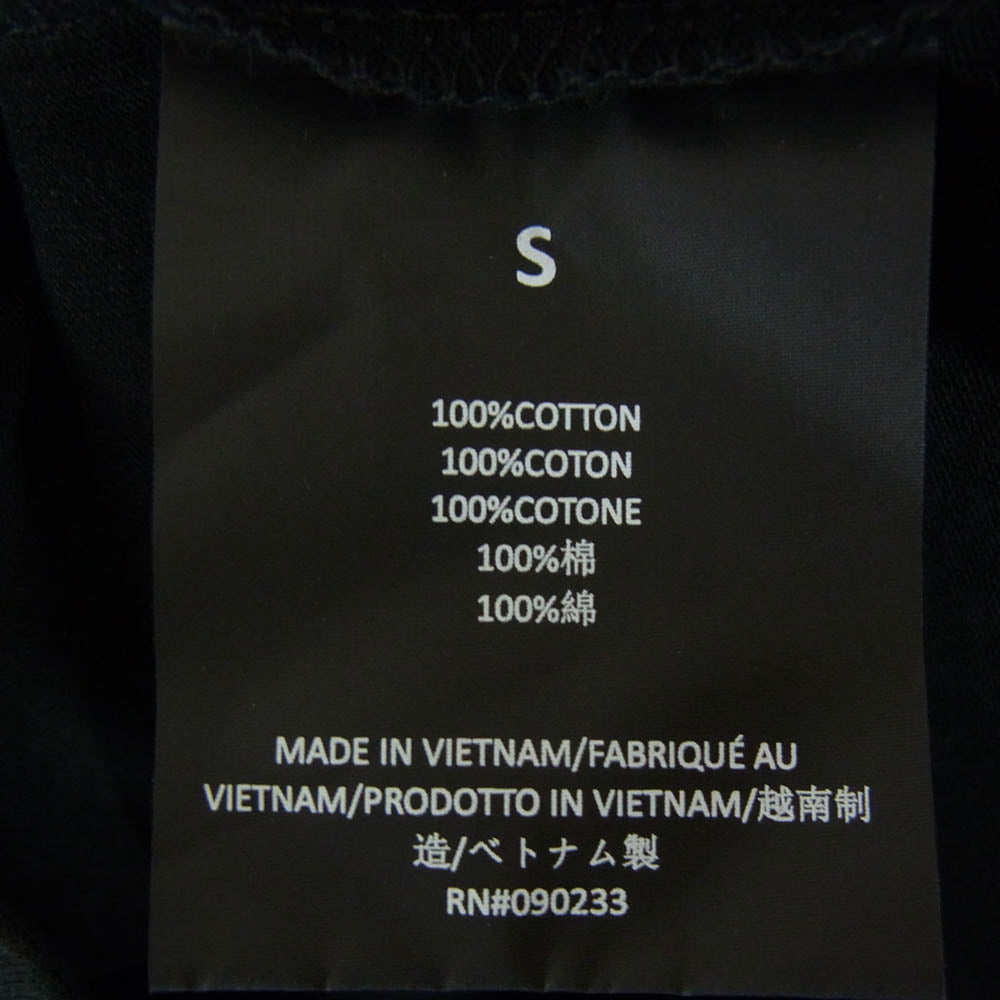 S
100%COTTON
100%COTON
100%COTONE
100%棉
100%綿
MADE IN VIETNAM/FABRIQUÉ AU
VIETNAM/PRODOTTO IN VIETNAM/越南制
造/ベトナム製
RN#090233